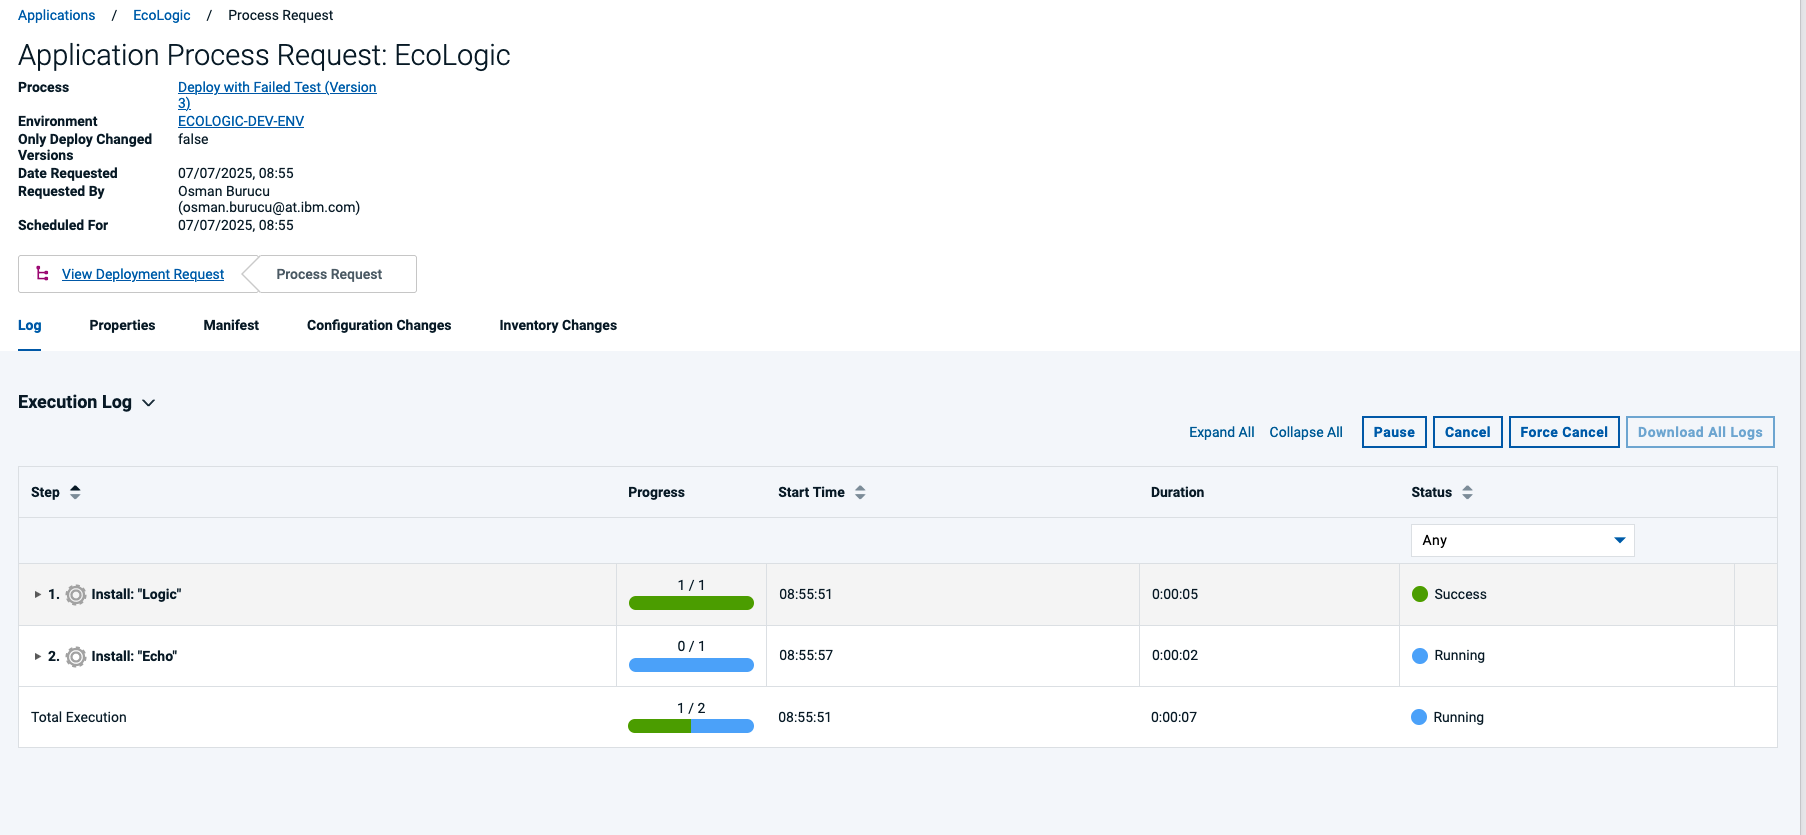 Applications / EcoLogic / Process Request
Application Process Request: EcoLogic
Process Deploy with Failed Test (Version
3)
Environment ECOLOGIC-DEV-ENV
Only Deploy Changed false
Versions
Date Requested 07/07/2025, 08:55
Requested By Osman Burucu
(osman.burucu@at.ibm.com)
Scheduled For 07/07/2025, 08:55
View Deployment Request Process Request
Log Properties Manifest Configuration Changes Inventory Changes
Execution Log
Expand All Collapse All Pause Cancel Force Cancel Download All Logs
Step Progress Start Time Duration Status
Any
1. Install: "Logic" 1 / 1 08:55:51 0:00:05 Success
2. Install: "Echo" 0 / 1 08:55:57 0:00:02 Running
Total Execution 1 / 2 08:55:51 0:00:07 Running